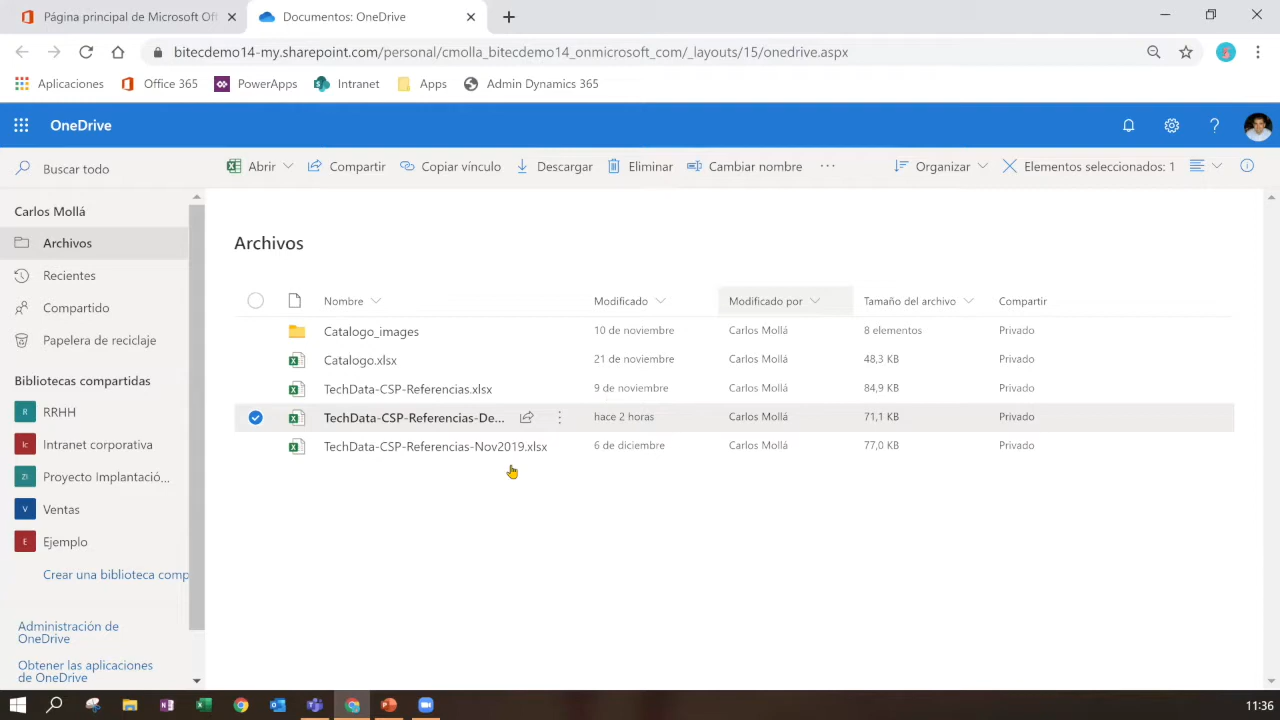 Página principal de Microsoft Off
Documentos: OneDrive
bitecdemo14-my.sharepoint.com/personal/cmolla_bitecdemo14_onmicrosoft_com/_layouts/15/onedrive.aspx
Aplicaciones Office 365 PowerApps Intranet Apps Admin Dynamics 365
OneDrive
Buscar todo
Abrir Compartir Copiar vínculo Descargar Eliminar Cambiar nombre ··· Organizar Elementos seleccionados: 1
Carlos Mollá
Archivos
Recientes
Compartido
Papelera de reciclaje
Bibliotecas compartidas
R RRHH
Ic Intranet corporativa
ZI Proyecto Implantació...
V Ventas
E Ejemplo
Crear una biblioteca comp
Administración de
OneDrive
Obtener las aplicaciones
de OneDrive
Archivos
Nombre Modificado Modificado por Tamaño del archivo Compartir
Catalogo_images 10 de noviembre Carlos Mollá 8 elementos Privado
Catalogo.xlsx 21 de noviembre Carlos Mollá 48,3 KB Privado
TechData-CSP-Referencias.xlsx 9 de noviembre Carlos Mollá 84,9 KB Privado
TechData-CSP-Referencias-De... hace 2 horas Carlos Mollá 71,1 KB Privado
TechData-CSP-Referencias-Nov2019.xlsx 6 de diciembre Carlos Mollá 77,0 KB Privado
11:36